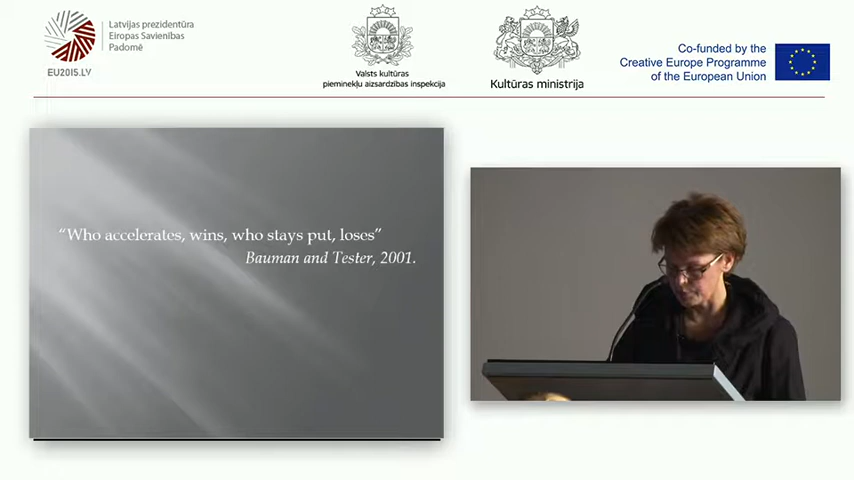 Latvijas prezidentūra
Eiropas Savienības
Padomē
EU2015.LV
Valsts kultūras
pieminekļu aizsardzības inspekcija
Kultūras ministrija
Co-funded by the
Creative Europe Programme
of the European Union
“Who accelerates, wins, who stays put, loses”
Bauman and Tester, 2001.